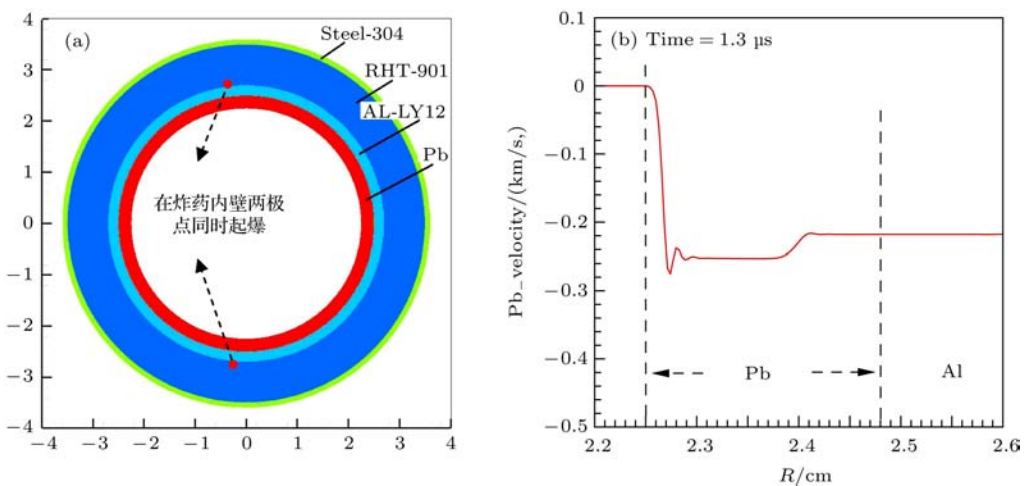 (a)
Steel-304
RHT-901
AL-LY12
Pb
在炸药内壁两极
点同时起爆
4
3
2
1
0
−1
−2
−3
−4
−4 −3 −2 −1 0 1 2 3 4
(b) Time = 1.3 µs
Pb_velocity/(km/s,)
0.1
0
−0.1
−0.2
−0.3
−0.4
−0.5
Pb
Al
2.2 2.3 2.4 2.5 2.6
R/cm